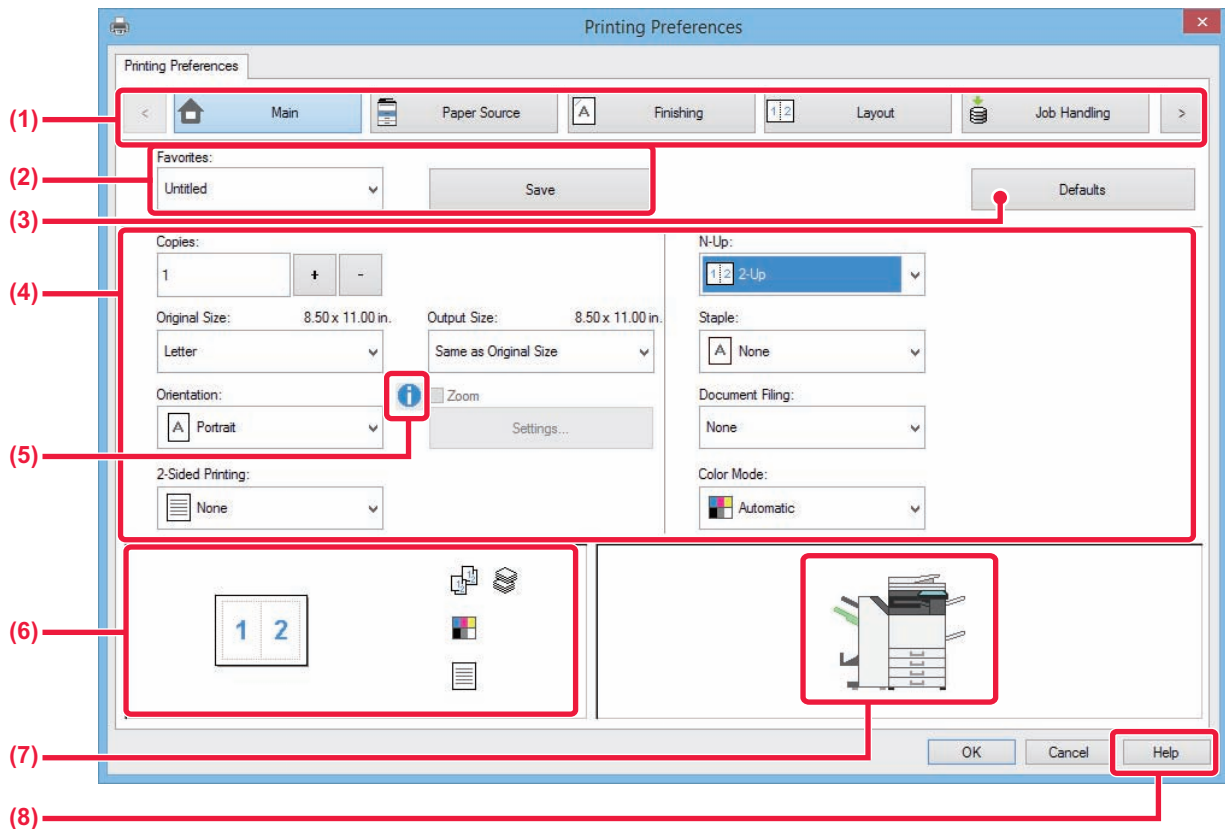 Printing Preferences
Printing Preferences
(1)
< Main Paper Source Finishing Layout Job Handling >
Favorites:
(2)
Untitled Save Defaults
(3)
Copies: N-Up:
1 + - 1 2 2-Up
(4)
Original Size: 8.50 x 11.00 in. Output Size: 8.50 x 11.00 in. Staple:
Letter Same as Original Size A None
Orientation: i Zoom Document Filing:
A Portrait Settings... None
(5)
2-Sided Printing: Color Mode:
None Automatic
(6)
1 2
(7)
OK Cancel Help
(8)